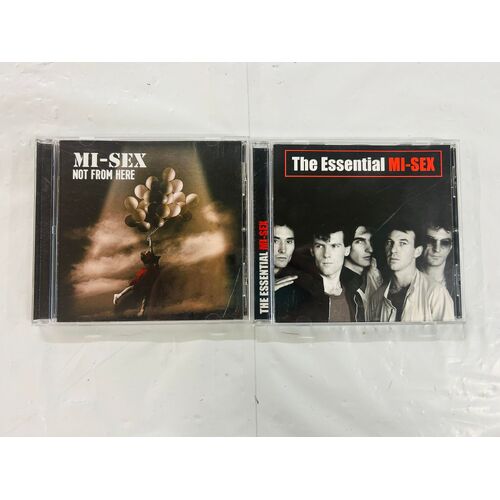 MI-SEX
NOT FROM HERE
The Essential MI-SEX
THE ESSENTIAL MI-SEX